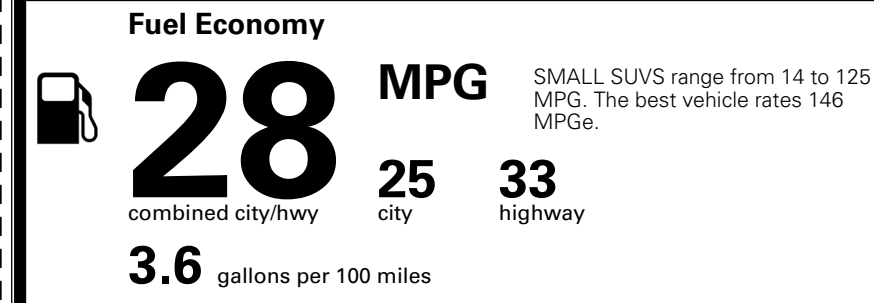 Fuel Economy
28 MPG
SMALL SUVS range from 14 to 125
MPG. The best vehicle rates 146
MPGe.
combined city/hwy
25
city
33
highway
3.6 gallons per 100 miles